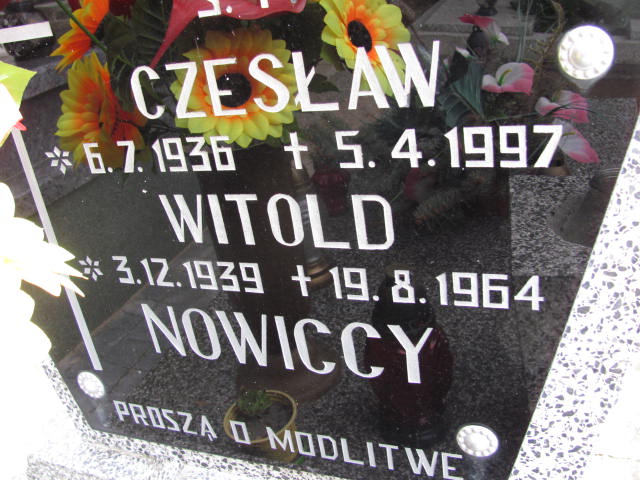 CZESŁAW
* 6.7.1936 † 5.4.1997
WITOLD
* 3.12.1939 † 19.8.1964
NOWICCY
PROSZĄ O MODLITWĘ